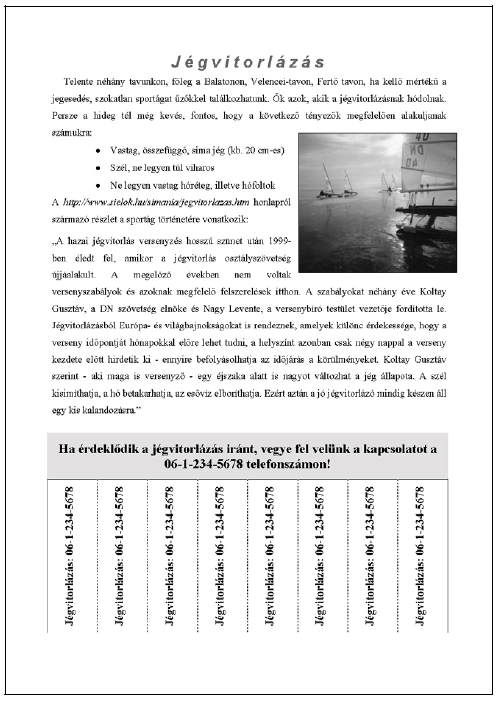 Jégvitorlázás
Telente néhány tavunkon, főleg a Balatonon, Velencei-tavon, Fertő tavon, ha kellő mértékű a
jegesedés, szokatlan sportágat űzőkkel találkozhatunk. Ők azok, akik a jégvitorlázásnak hódolnak.
Persze a hideg tél még kevés, fontos, hogy a következő tényezők megfelelően alakuljanak
számukra:
• Vastag, összefüggő, sima jég (kb. 20 cm-es)
• Szél, ne legyen túl viharos
• Ne legyen vastag hóréteg, illetve hófoltok
A http://www.sielok.hu/simania/jegvitorlazas.htm honlapról
származó részlet a sportág történetére vonatkozik:
„A hazai jégvitorlás versenyzés hosszú szünet után 1999-
ben éledt fel, amikor a jégvitorlás osztályszövetség
újjáalakult. A megelőző években nem voltak
versenyszabályok és azoknak megfelelő felszerelések itthon. A szabályokat néhány éve Koltay
Gusztáv, a DN szövetség elnöke és Nagy Levente, a versenybíró testület vezetője fordította le.
Jégvitorlázásból Európa- és világbajnokságokat is rendeznek, amelyek különc érdekessége, hogy a
verseny időpontját hónapokkal előre lehet tudni, a helyszínt azonban csak négy nappal a verseny
kezdete előtt hirdetik ki - ennyire befolyásolhatja az időjárás a körülményeket. Koltay Gusztáv
szerint - aki maga is versenyző - egy éjszaka alatt is nagyot változhat a jég állapota. A szél
kisimíthatja, a hó betakarhatja, az esővíz elboríthatja. Ezért aztán a jó jégvitorlázó mindig készen áll
egy kis kalandozásra.”
Ha érdeklődik a jégvitorlázás iránt, vegye fel velünk a kapcsolatot a
06-1-234-5678 telefonszámon!
Jégvitorlázás: 06-1-234-5678
Jégvitorlázás: 06-1-234-5678
Jégvitorlázás: 06-1-234-5678
Jégvitorlázás: 06-1-234-5678
Jégvitorlázás: 06-1-234-5678
Jégvitorlázás: 06-1-234-5678
Jégvitorlázás: 06-1-234-5678
Jégvitorlázás: 06-1-234-5678